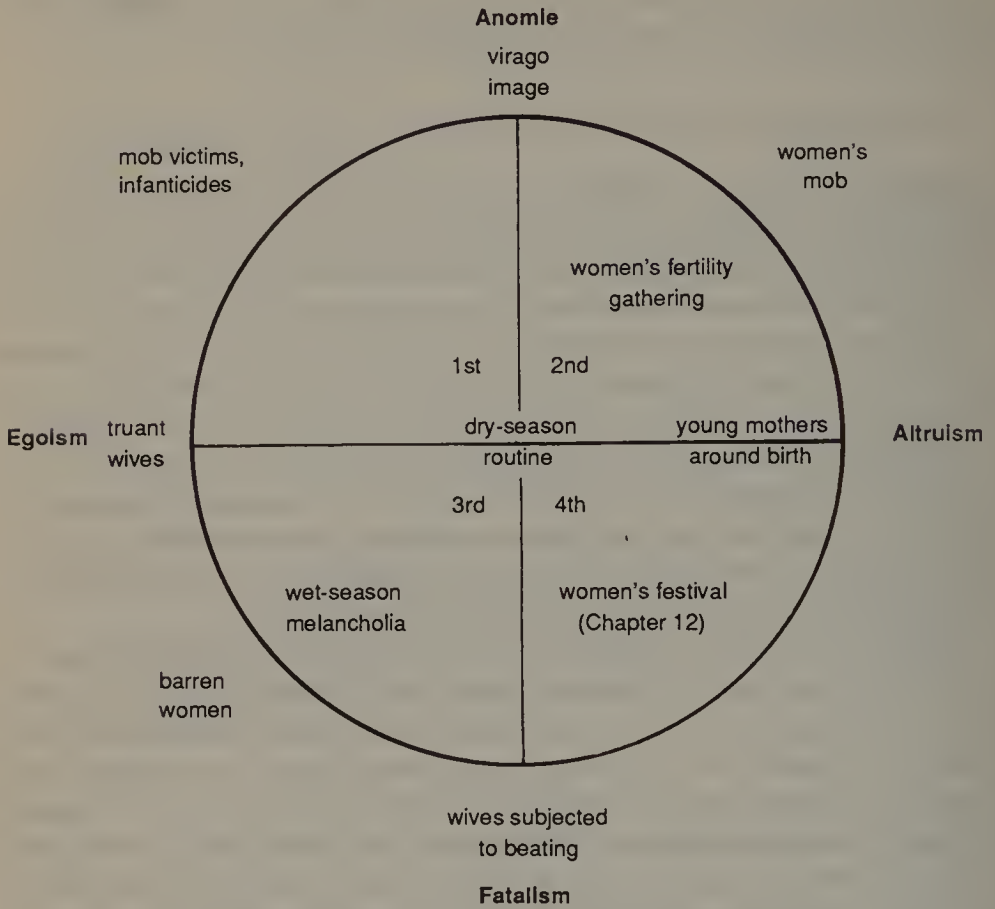 Anomie
virago
image
mob victims,
infanticides
women's
mob
women's fertility
gathering
1st
2nd
Egoism
truant
wives
dry-season
routine
young mothers
around birth
Altruism
3rd
4th
wet-season
melancholia
women's festival
(Chapter 12)
barren
women
wives subjected
to beating
Fatalism